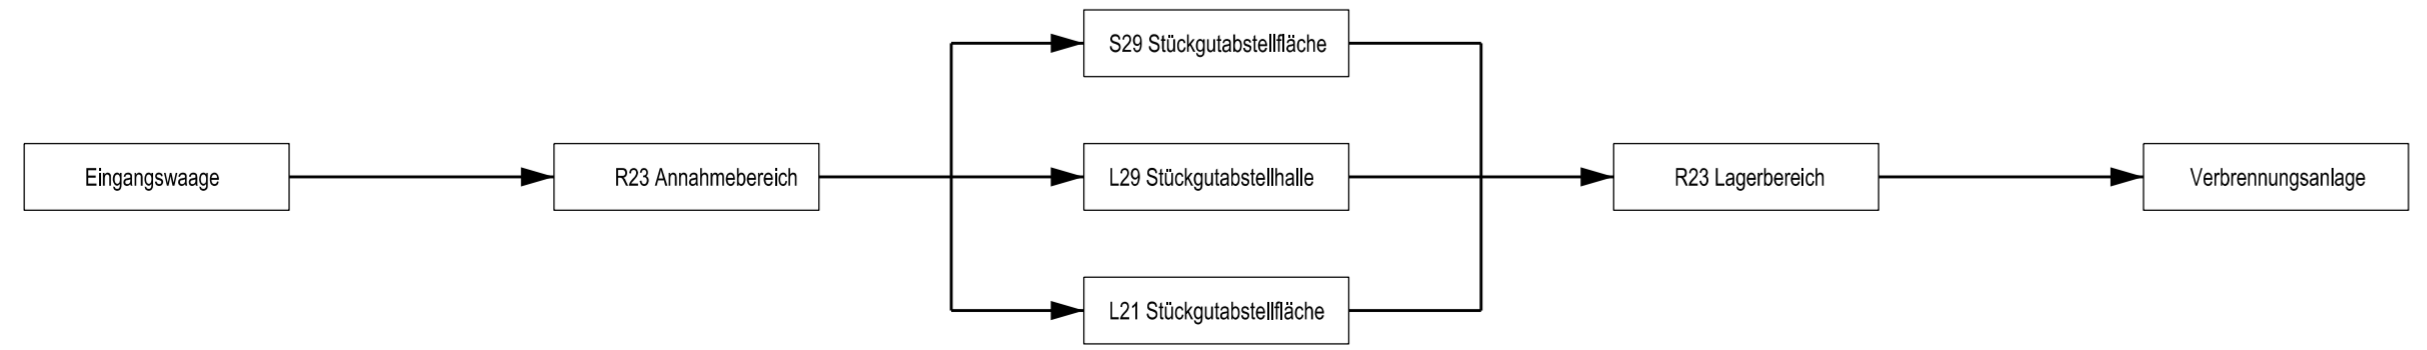 Eingangswaage
R23 Annahmebereich
S29 Stückgutabstellfläche
L29 Stückgutabstellhalle
L21 Stückgutabstellfläche
R23 Lagerbereich
Verbrennungsanlage